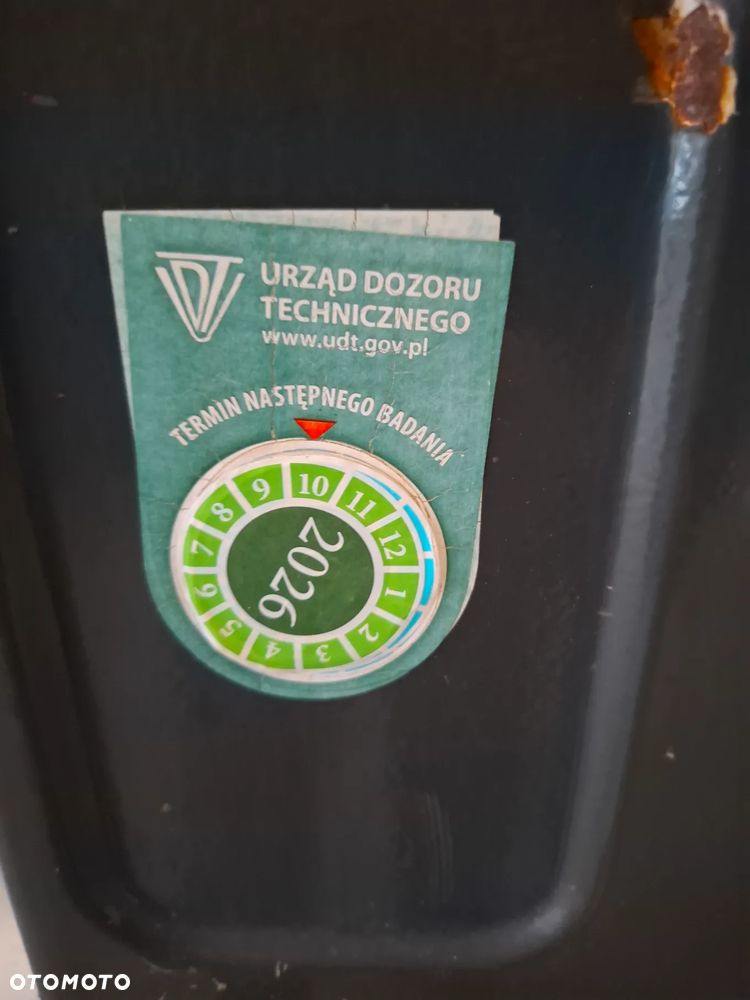 URZĄD DOZORU
TECHNICZNEGO
www.udt.gov.pl
TERMIN NASTĘPNEGO BADANIA
1 2 3 4 5 6 7 8 9 10 11 12
2026
OTOMOTO